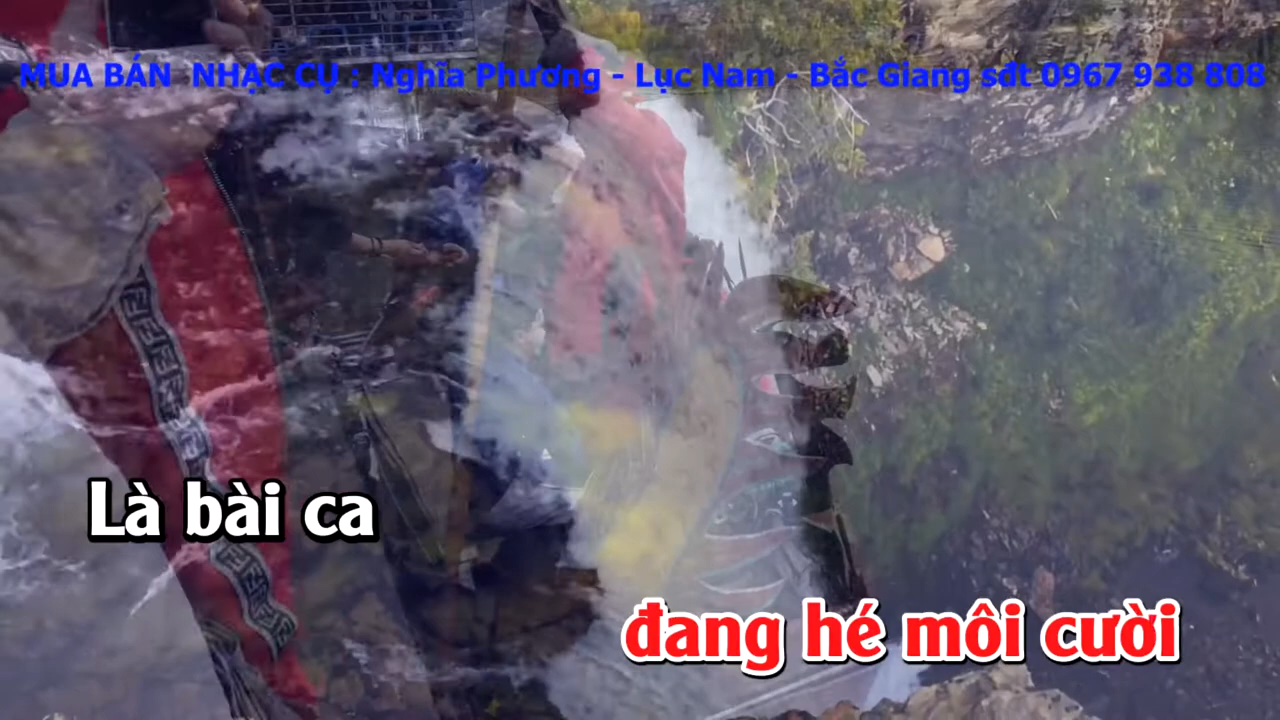 MUA BÁN NHẠC CỤ : Nghĩa Phương - Lục Nam - Bắc Giang sđt 0967 938 808
Là bài ca
đang hé môi cười